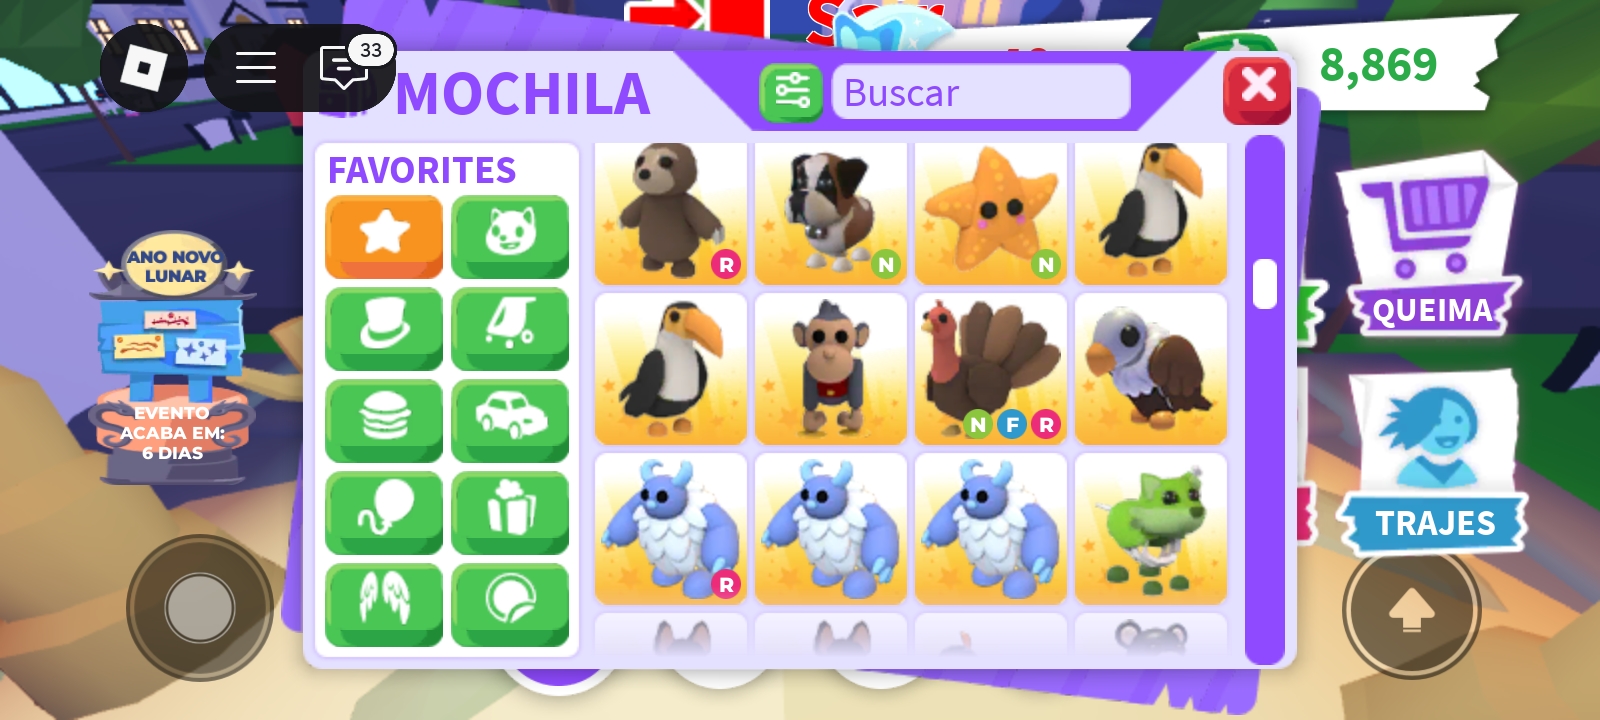 33
MOCHILA
Buscar
8,869
FAVORITES
R
N
N
N F R
R
ANO NOVO
LUNAR
EVENTO
ACABA EM:
6 DIAS
QUEIMA
TRAJES